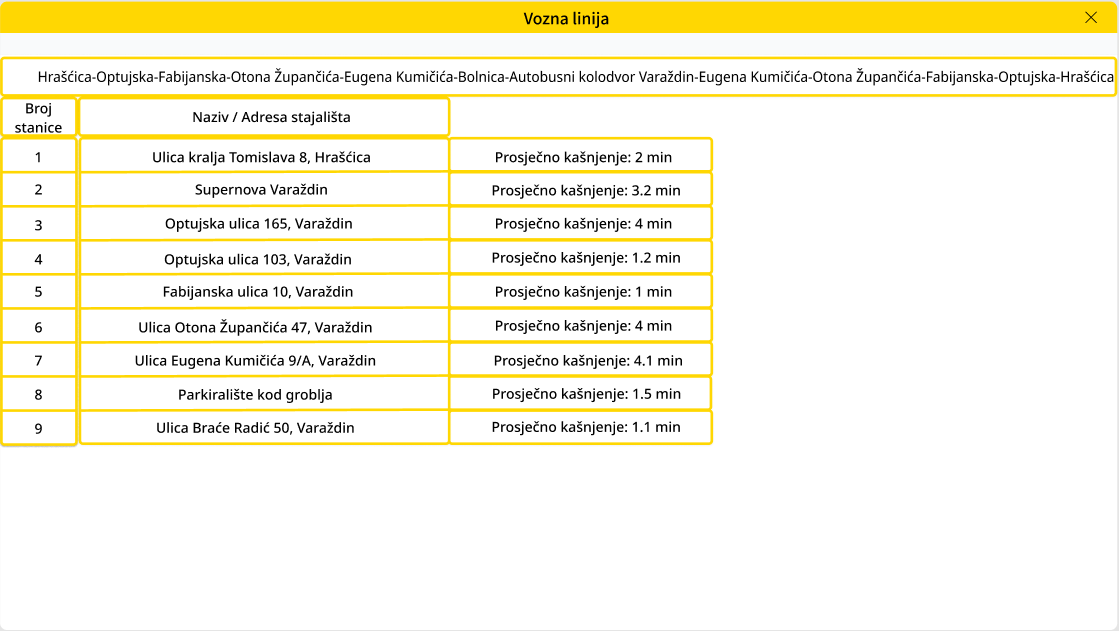 Vozna linija
Hrašćica-Optujska-Fabijanska-Otona Župančića-Eugena Kumičića-Bolnica-Autobusni kolodvor Varaždin-Eugena Kumičića-Otona Župančića-Fabijanska-Optujska-Hrašćica
Broj
stanice
Naziv / Adresa stajališta
1 Ulica kralja Tomislava 8, Hrašćica Prosječno kašnjenje: 2 min
2 Supernova Varaždin Prosječno kašnjenje: 3.2 min
3 Optujska ulica 165, Varaždin Prosječno kašnjenje: 4 min
4 Optujska ulica 103, Varaždin Prosječno kašnjenje: 1.2 min
5 Fabijanska ulica 10, Varaždin Prosječno kašnjenje: 1 min
6 Ulica Otona Župančića 47, Varaždin Prosječno kašnjenje: 4 min
7 Ulica Eugena Kumičića 9/A, Varaždin Prosječno kašnjenje: 4.1 min
8 Parkiralište kod groblja Prosječno kašnjenje: 1.5 min
9 Ulica Braće Radić 50, Varaždin Prosječno kašnjenje: 1.1 min